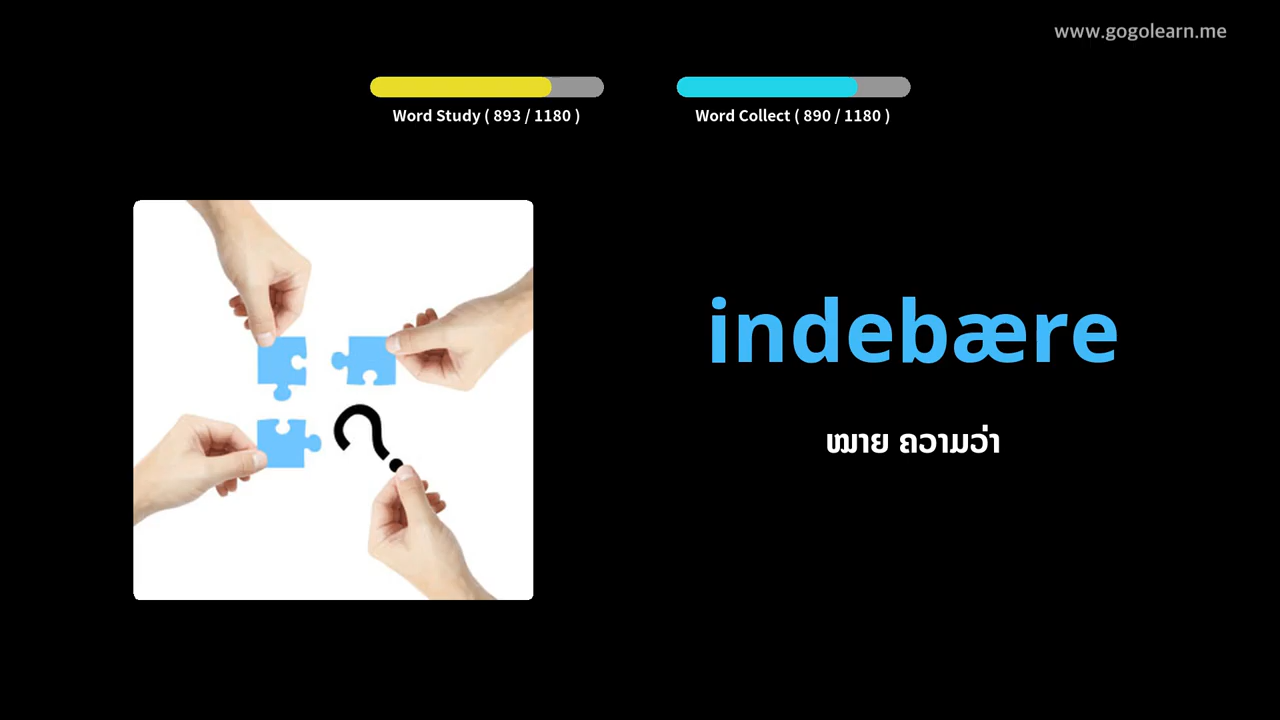 www.gogolearn.me
Word Study ( 893 / 1180 )
Word Collect ( 890 / 1180 )
indebære
ໝາຍ ຄວາມວ່າ